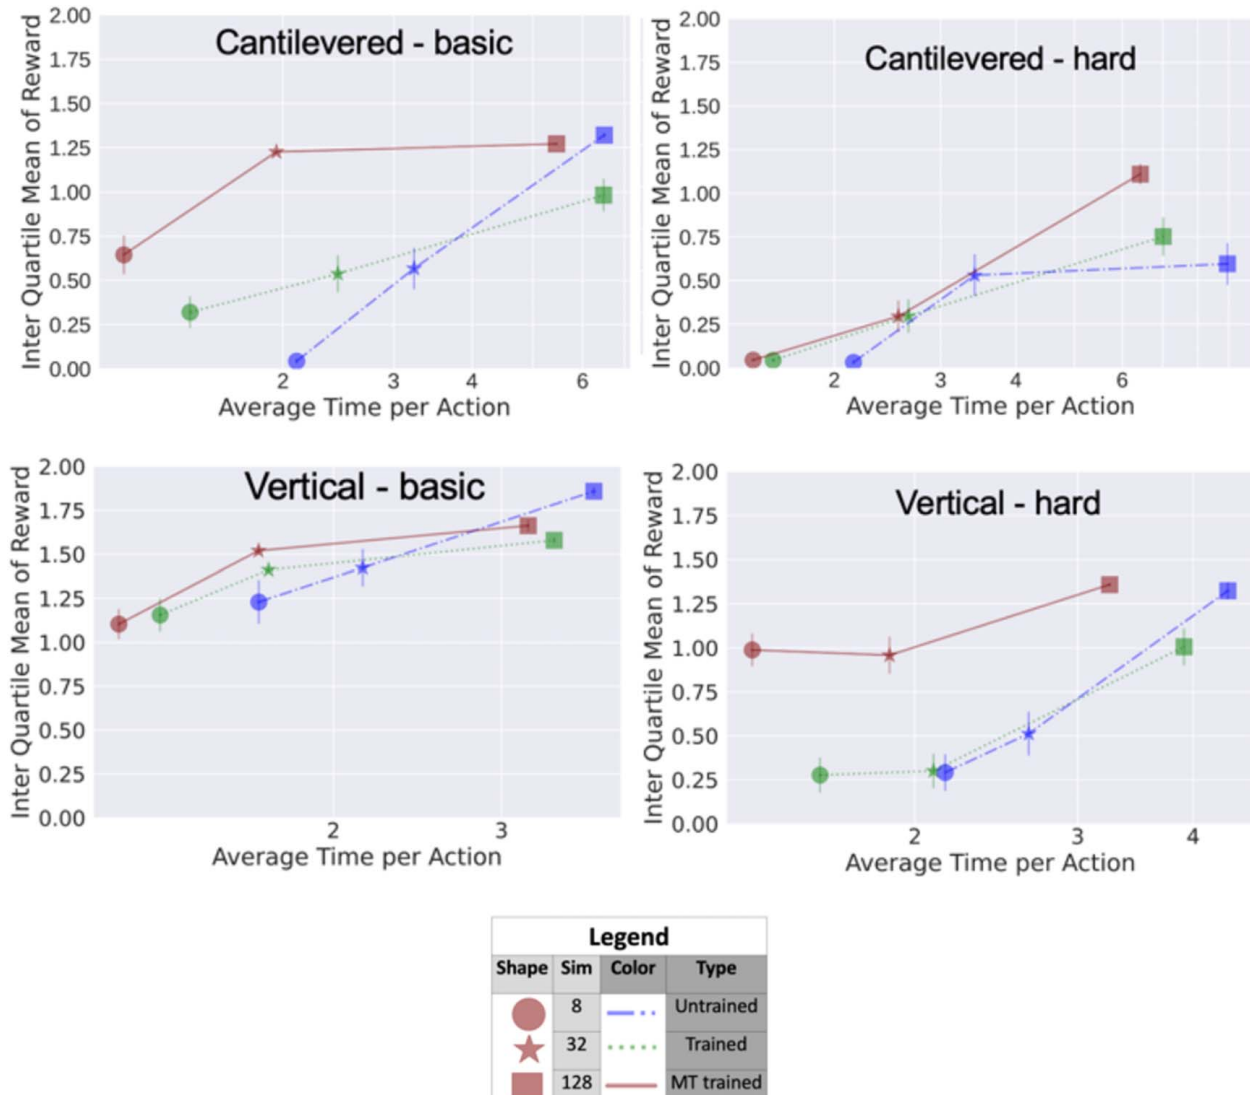 Cantilevered - basic
Inter Quartile Mean of Reward
2.00
1.75
1.50
1.25
1.00
0.75
0.50
0.25
0.00
2 3 4 6
Average Time per Action
Cantilevered - hard
Inter Quartile Mean of Reward
2.00
1.75
1.50
1.25
1.00
0.75
0.50
0.25
0.00
2 3 4 6
Average Time per Action
Vertical - basic
Inter Quartile Mean of Reward
2.00
1.75
1.50
1.25
1.00
0.75
0.50
0.25
0.00
2 3
Average Time per Action
Vertical - hard
Inter Quartile Mean of Reward
2.00
1.75
1.50
1.25
1.00
0.75
0.50
0.25
0.00
2 3 4
Average Time per Action
Legend
Shape Sim Color Type
8 Untrained
32 Trained
128 MT trained